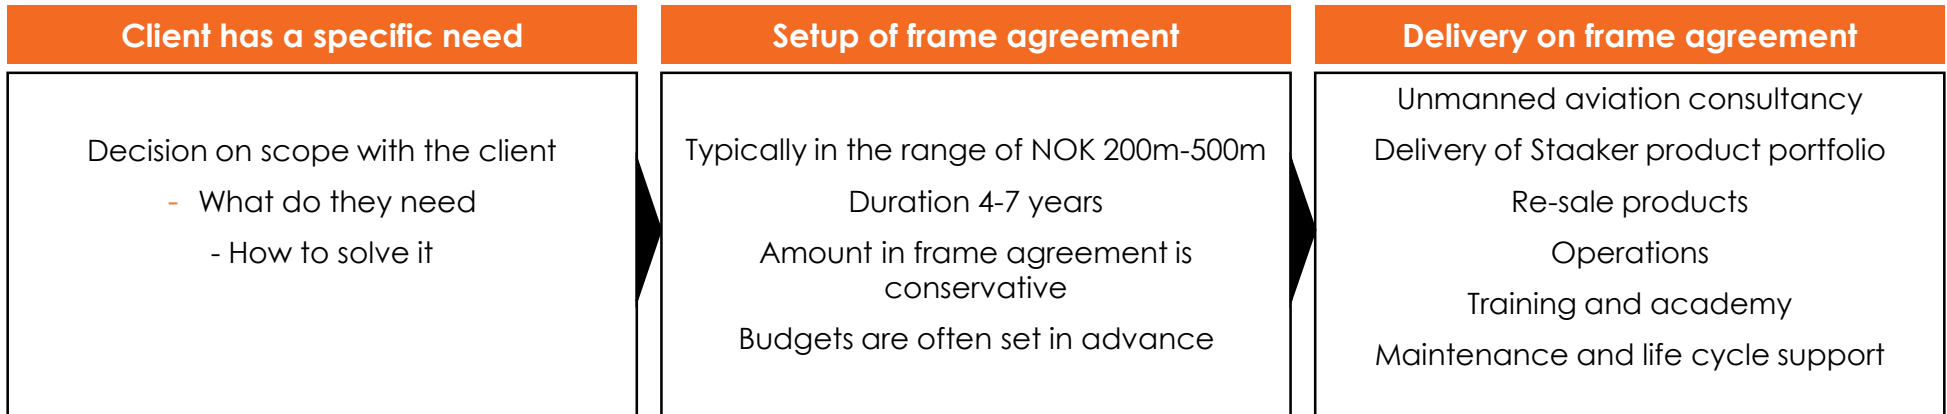 Client has a specific need
Decision on scope with the client
- What do they need
- How to solve it
Setup of frame agreement
Typically in the range of NOK 200m-500m
Duration 4-7 years
Amount in frame agreement is
conservative
Budgets are often set in advance
Delivery on frame agreement
Unmanned aviation consultancy
Delivery of Staaker product portfolio
Re-sale products
Operations
Training and academy
Maintenance and life cycle support